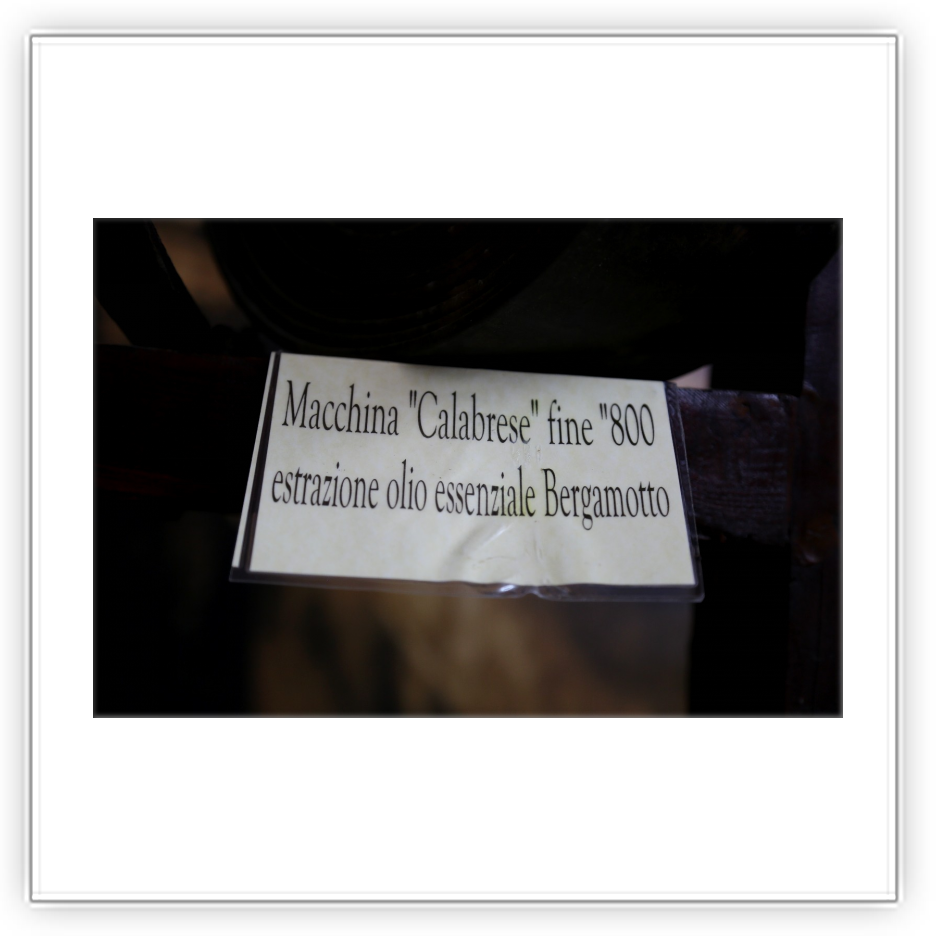 Macchina "Calabrese" fine "800
estrazione olio essenziale Bergamotto